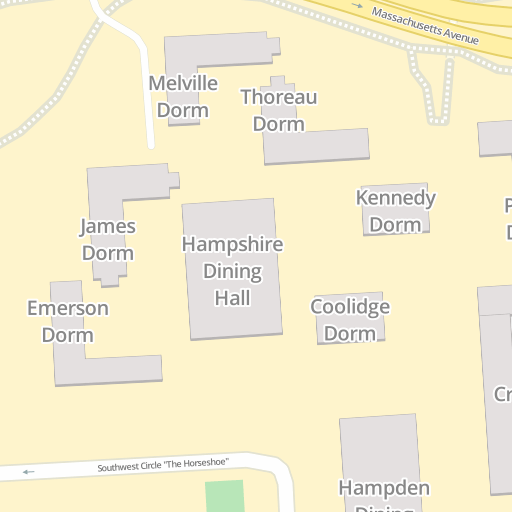 Massachusetts Avenue
Melville
Dorm
Thoreau
Dorm
Kennedy
Dorm
James
Dorm
Hampshire
Dining
Hall
Emerson
Dorm
Coolidge
Dorm
Southwest Circle "The Horseshoe"
Hampden
Dining